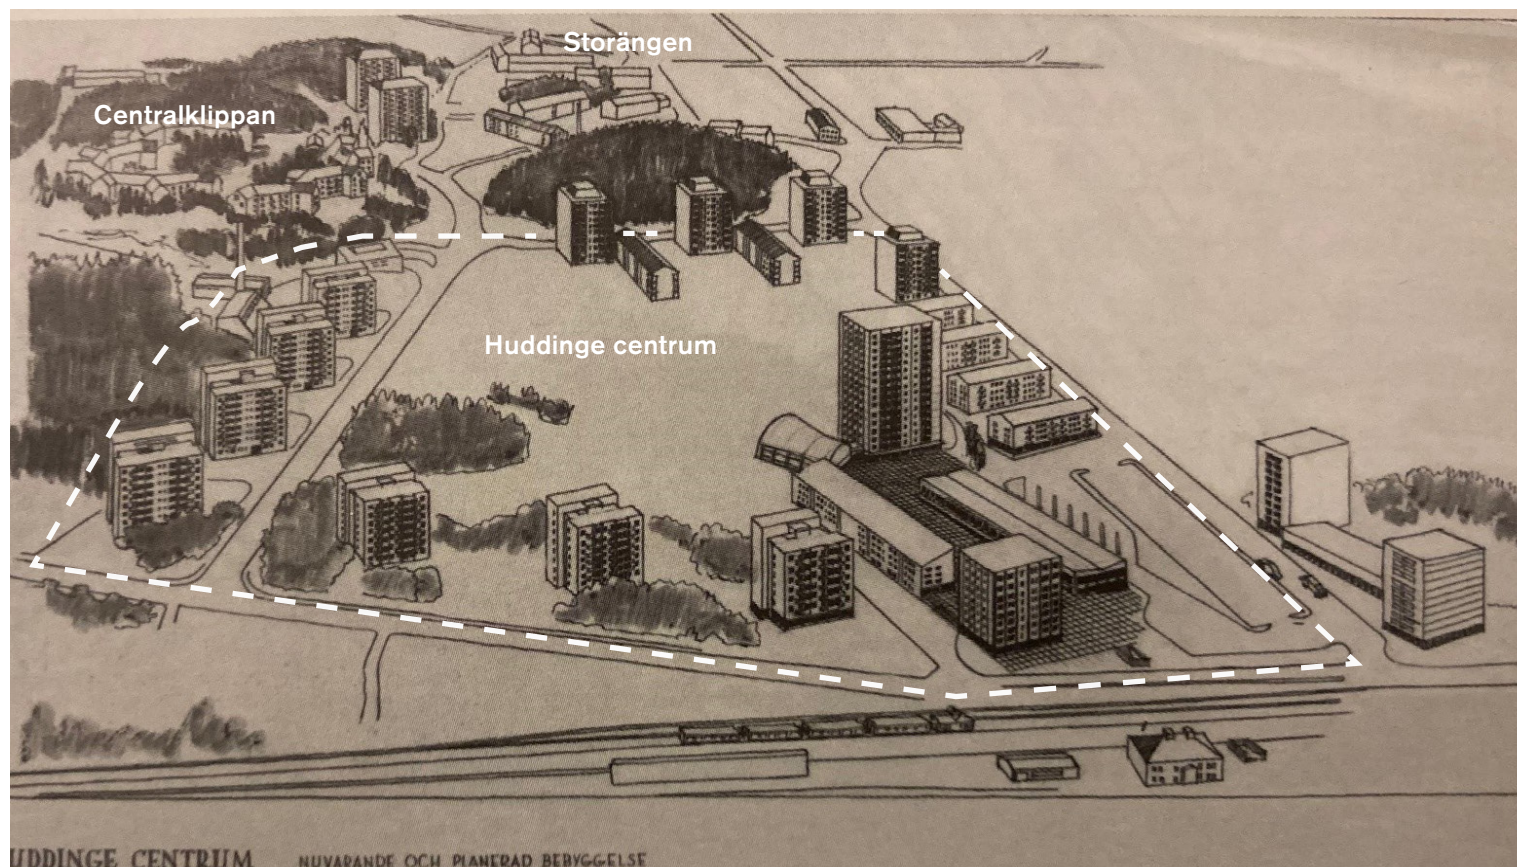 Storängen
Centralklippan
Huddinge centrum
UDDINGE CENTRUM NUVARANDE OCH PLANERAD BEBYGGELSE